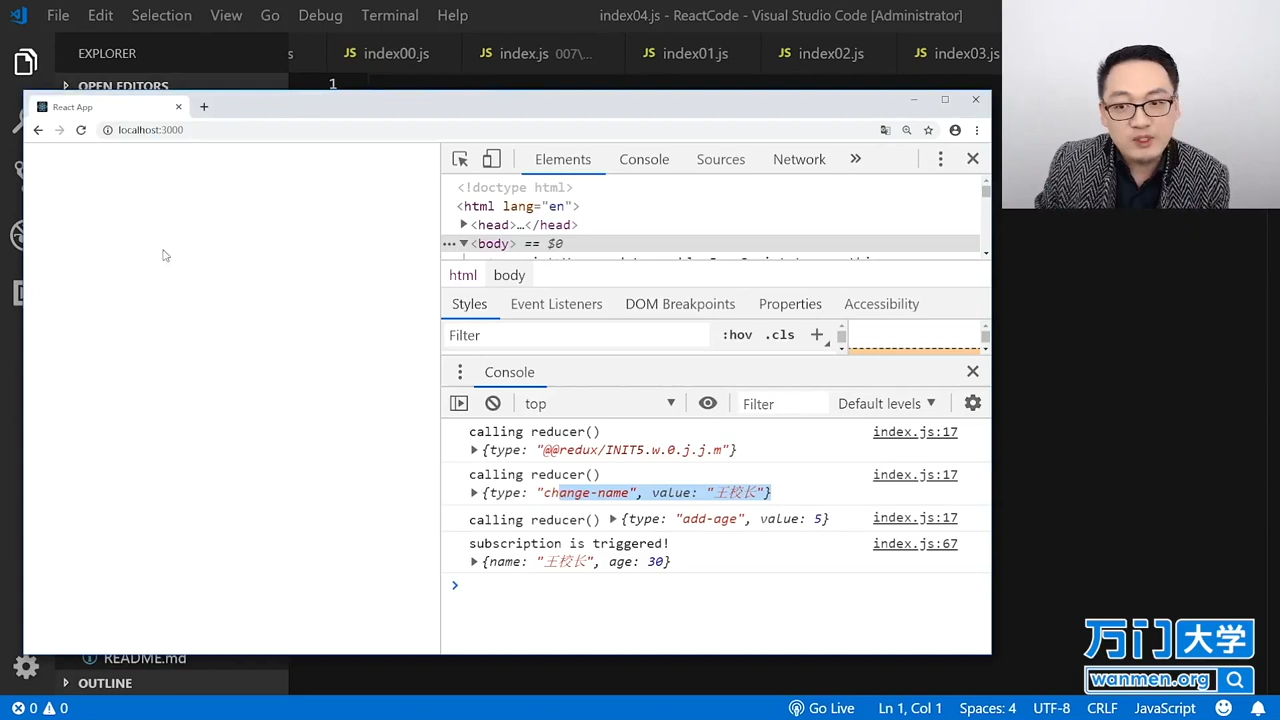 File Edit Selection View Go Debug Terminal Help index04.js - ReactCode - Visual Studio Code [Administrator]
EXPLORER
JS index00.js JS index.js 007\... JS index01.js JS index02.js JS index03.js
OPEN EDITORS
1
React App
localhost:3000
Elements Console Sources Network
<!doctype html>
<html lang="en">
<head>…</head>
<body> == $0
html body
Styles Event Listeners DOM Breakpoints Properties Accessibility
Filter :hov .cls +
Console
top Filter Default levels
calling reducer() index.js:17
{type: "@@redux/INIT5.w.0.j.j.m"}
calling reducer() index.js:17
{type: "change-name", value: "王校长"}
calling reducer() {type: "add-age", value: 5} index.js:17
subscription is triggered! index.js:67
{name: "王校长", age: 30}
README.md
OUTLINE
万门大学
wanmen.org
0 0 Go Live Ln 1, Col 1 Spaces: 4 UTF-8 CRLF JavaScript